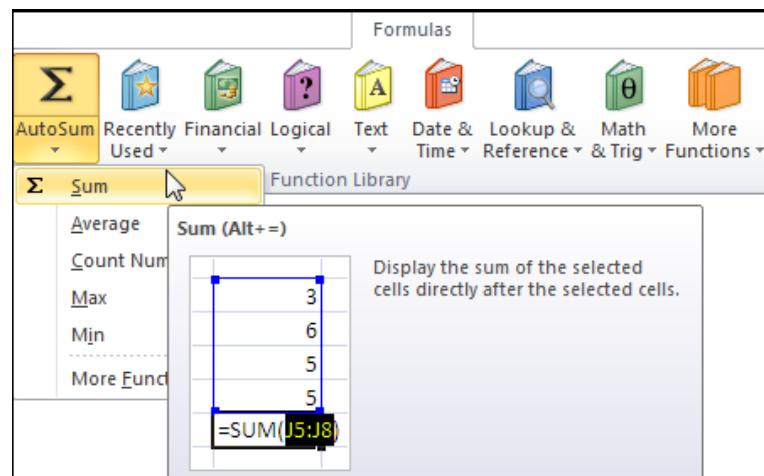 Formulas
AutoSum
Recently
Used
Financial
Logical
Text
Date &
Time
Lookup &
Reference
Math
& Trig
More
Functions
Function Library
Σ Sum
Average
Count Num
Max
Min
More Funct
Sum (Alt+=)
Display the sum of the selected
cells directly after the selected cells.
3
6
5
5
=SUM(J5:J8)